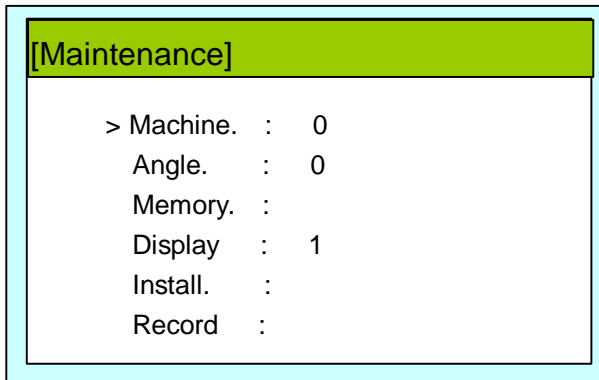 [Maintenance]
> Machine. : 0
Angle. : 0
Memory. :
Display : 1
Install. :
Record :